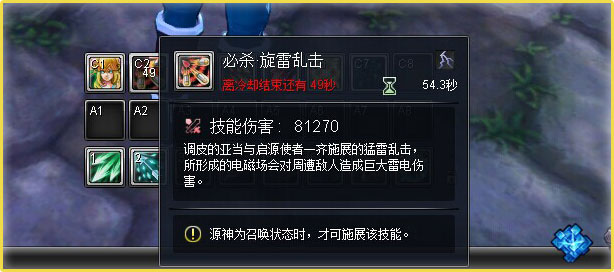 必杀·旋雷乱击
C1
C2
C8
49
离冷却结束还有 49秒
54.3秒
A1
A2
技能伤害： 81270
调皮的亚当与启源使者一齐施展的猛雷乱击，
所形成的电磁场会对周遭敌人造成巨大雷电伤
害。
1
2
源神为召唤状态时，才可施展该技能。